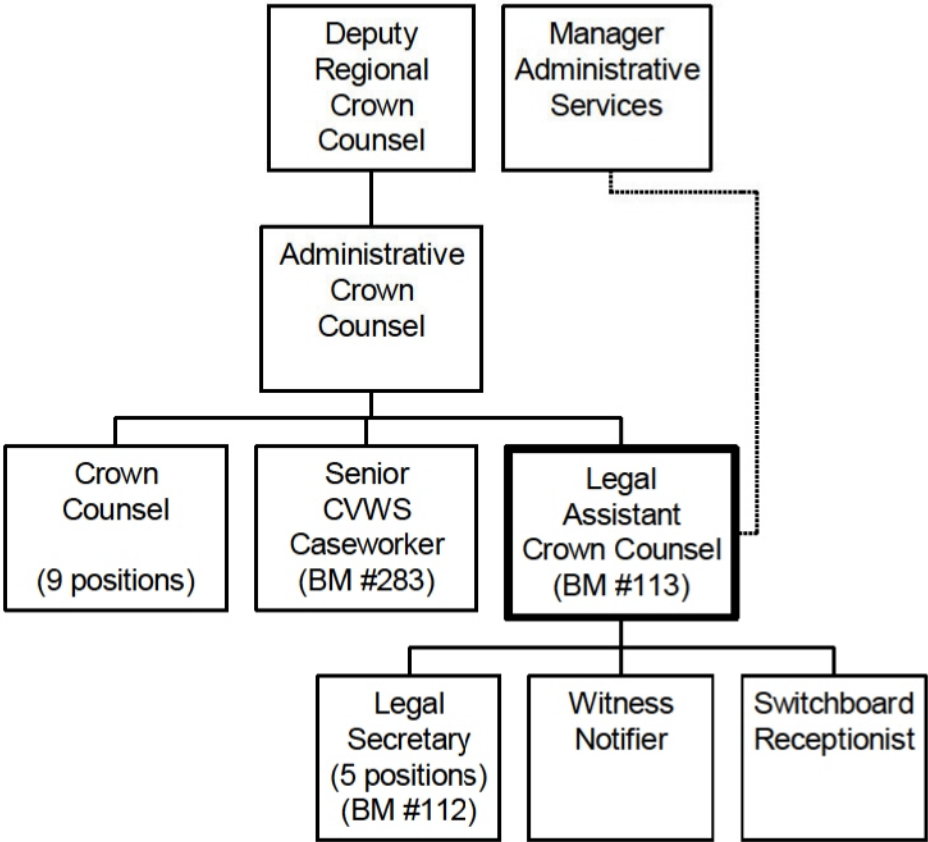 Deputy
Regional
Crown
Counsel
Manager
Administrative
Services
Administrative
Crown
Counsel
Crown
Counsel
(9 positions)
Senior
CVWS
Caseworker
(BM #283)
Legal
Assistant
Crown Counsel
(BM #113)
Legal
Secretary
(5 positions)
(BM #112)
Witness
Notifier
Switchboard
Receptionist